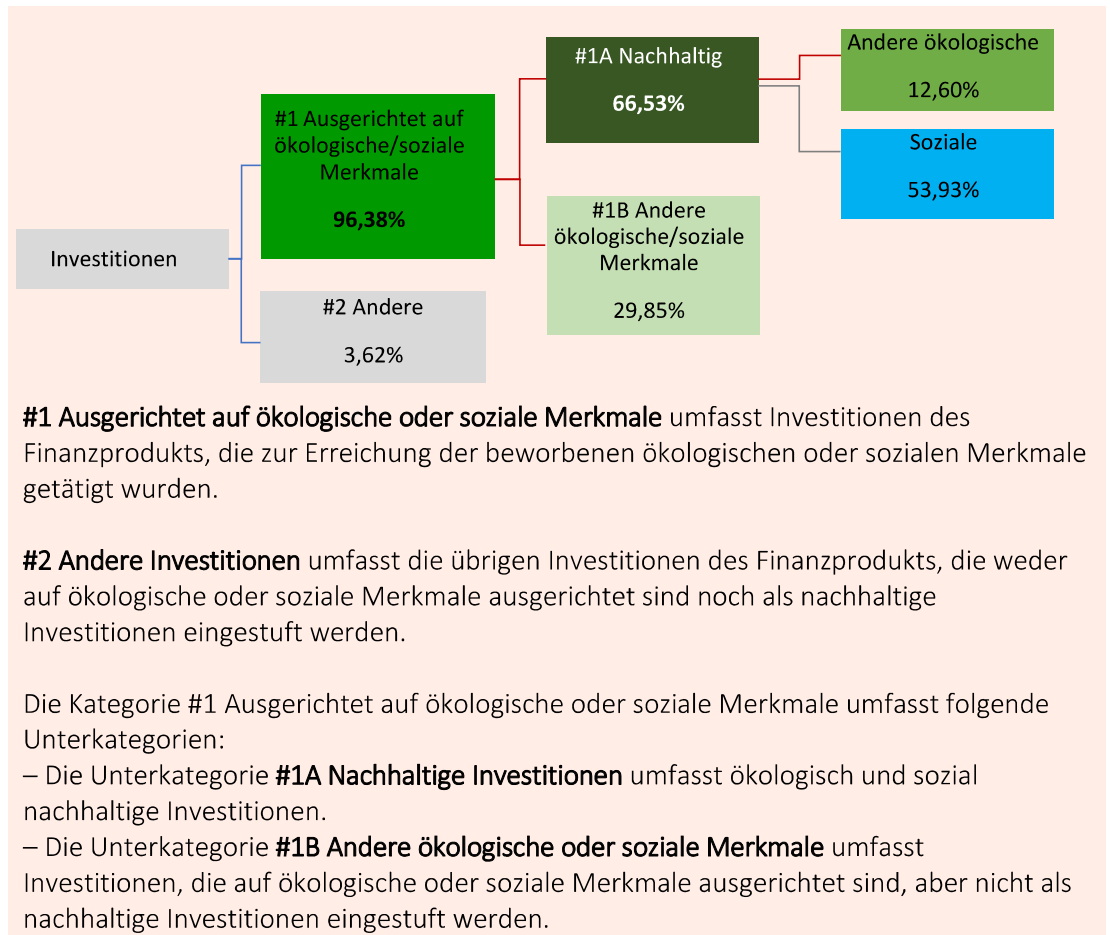 Investitionen
#1 Ausgerichtet auf
ökologische/soziale
Merkmale
96,38%
#2 Andere
3,62%
#1A Nachhaltig
66,53%
#1B Andere
ökologische/soziale
Merkmale
29,85%
Andere ökologische
12,60%
Soziale
53,93%
#1 Ausgerichtet auf ökologische oder soziale Merkmale umfasst Investitionen des
Finanzprodukts, die zur Erreichung der beworbenen ökologischen oder sozialen Merkmale
getätigt wurden.
#2 Andere Investitionen umfasst die übrigen Investitionen des Finanzprodukts, die weder
auf ökologische oder soziale Merkmale ausgerichtet sind noch als nachhaltige
Investitionen eingestuft werden.
Die Kategorie #1 Ausgerichtet auf ökologische oder soziale Merkmale umfasst folgende
Unterkategorien:
– Die Unterkategorie #1A Nachhaltige Investitionen umfasst ökologisch und sozial
nachhaltige Investitionen.
– Die Unterkategorie #1B Andere ökologische oder soziale Merkmale umfasst
Investitionen, die auf ökologische oder soziale Merkmale ausgerichtet sind, aber nicht als
nachhaltige Investitionen eingestuft werden.